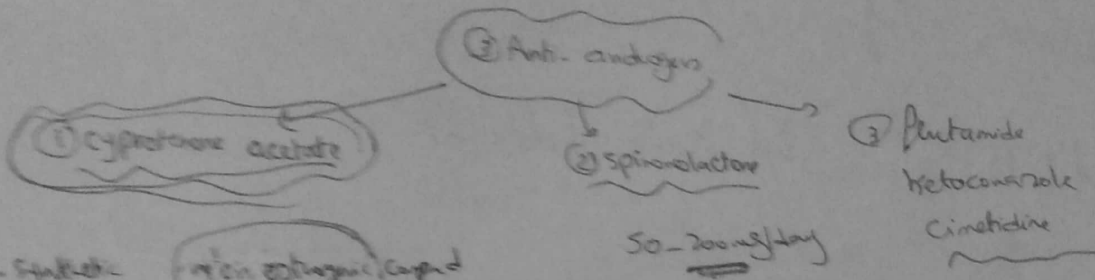 ③ Anti-androgen
① cyproterone acetate
② spironolactone
③ flutamide
ketoconazole
cimetidine
50-200mg/day
synthetic